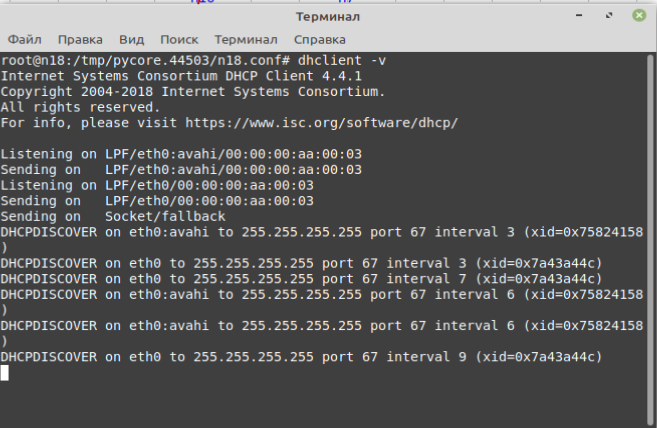 Терминал
Файл Правка Вид Поиск Терминал Справка
root@n18:/tmp/pycore.44503/n18.conf# dhclient -v
Internet Systems Consortium DHCP Client 4.4.1
Copyright 2004-2018 Internet Systems Consortium.
All rights reserved.
For info, please visit https://www.isc.org/software/dhcp/

Listening on LPF/eth0:avahi/00:00:00:aa:00:03
Sending on   LPF/eth0:avahi/00:00:00:aa:00:03
Listening on LPF/eth0/00:00:00:aa:00:03
Sending on   LPF/eth0/00:00:00:aa:00:03
Sending on   Socket/fallback
DHCPDISCOVER on eth0:avahi to 255.255.255.255 port 67 interval 3 (xid=0x75824158
)
DHCPDISCOVER on eth0 to 255.255.255.255 port 67 interval 3 (xid=0x7a43a44c)
DHCPDISCOVER on eth0 to 255.255.255.255 port 67 interval 7 (xid=0x7a43a44c)
DHCPDISCOVER on eth0:avahi to 255.255.255.255 port 67 interval 6 (xid=0x75824158
)
DHCPDISCOVER on eth0:avahi to 255.255.255.255 port 67 interval 6 (xid=0x75824158
)
DHCPDISCOVER on eth0 to 255.255.255.255 port 67 interval 9 (xid=0x7a43a44c)